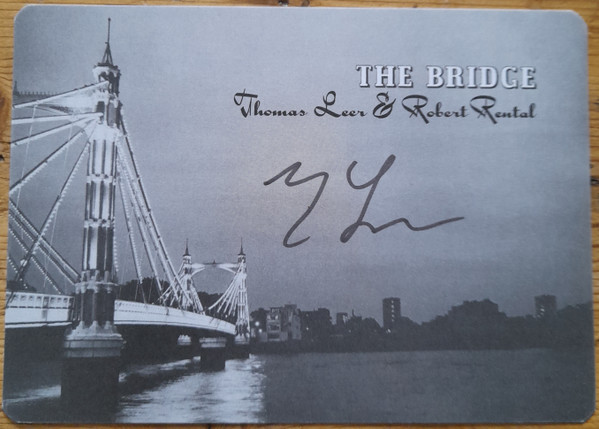 THE BRIDGE
Thomas Leer & Robert Rental